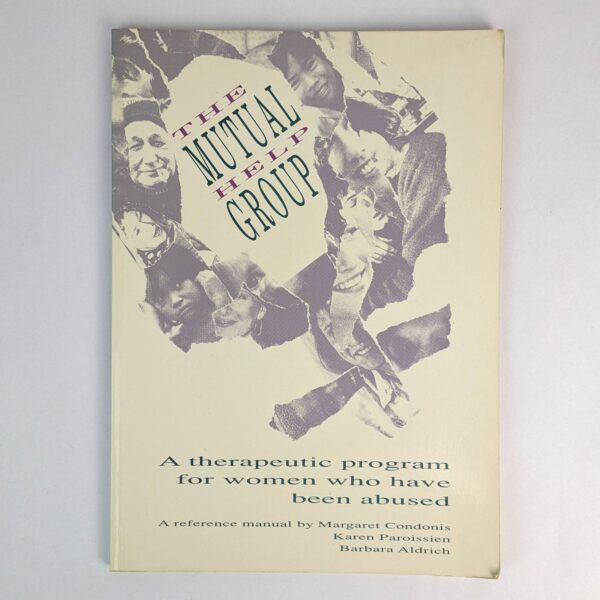 THE
MUTUAL
HELP
GROUP
A therapeutic program
for women who have
been abused
A reference manual by Margaret Condonis
Karen Paroissien
Barbara Aldrich